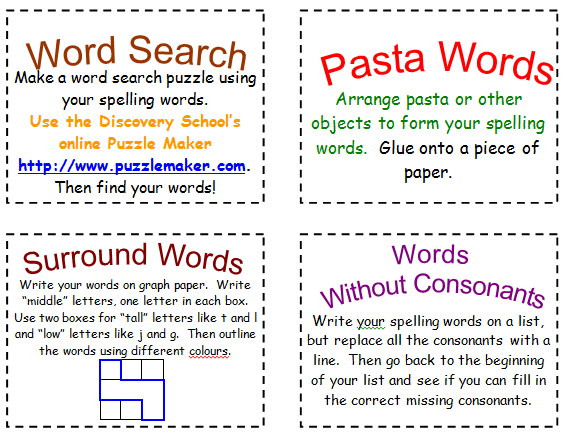 Word Search
Make a word search puzzle using
your spelling words.
Use the Discovery School's
online Puzzle Maker
http://www.puzzlemaker.com.
Then find your words!
Pasta Words
Arrange pasta or other
objects to form your spelling
words. Glue onto a piece of
paper.
Surround Words
Write your words on graph paper. Write
“middle” letters, one letter in each box.
Use two boxes for “tall” letters like t and l
and “low” letters like j and g. Then outline
the words using different colours.
Words
Without Consonants
Write your spelling words on a list,
but replace all the consonants with a
line. Then go back to the beginning
of your list and see if you can fill in
the correct missing consonants.